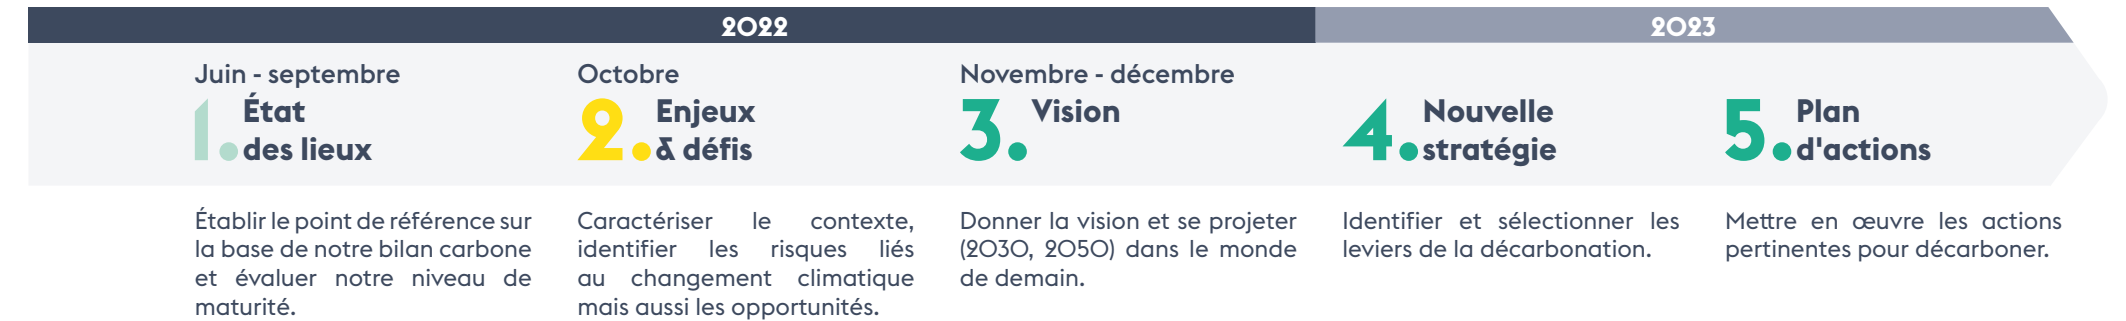 2022
2023
Juin - septembre
1. État
des lieux
Établir le point de référence sur
la base de notre bilan carbone
et évaluer notre niveau de
maturité.
Octobre
2. Enjeux
& défis
Caractériser le contexte,
identifier les risques liés
au changement climatique
mais aussi les opportunités.
Novembre - décembre
3. Vision
Donner la vision et se projeter
(2030, 2050) dans le monde
de demain.
4. Nouvelle
stratégie
Identifier et sélectionner les
leviers de la décarbonation.
5. Plan
d'actions
Mettre en œuvre les actions
pertinentes pour décarboner.